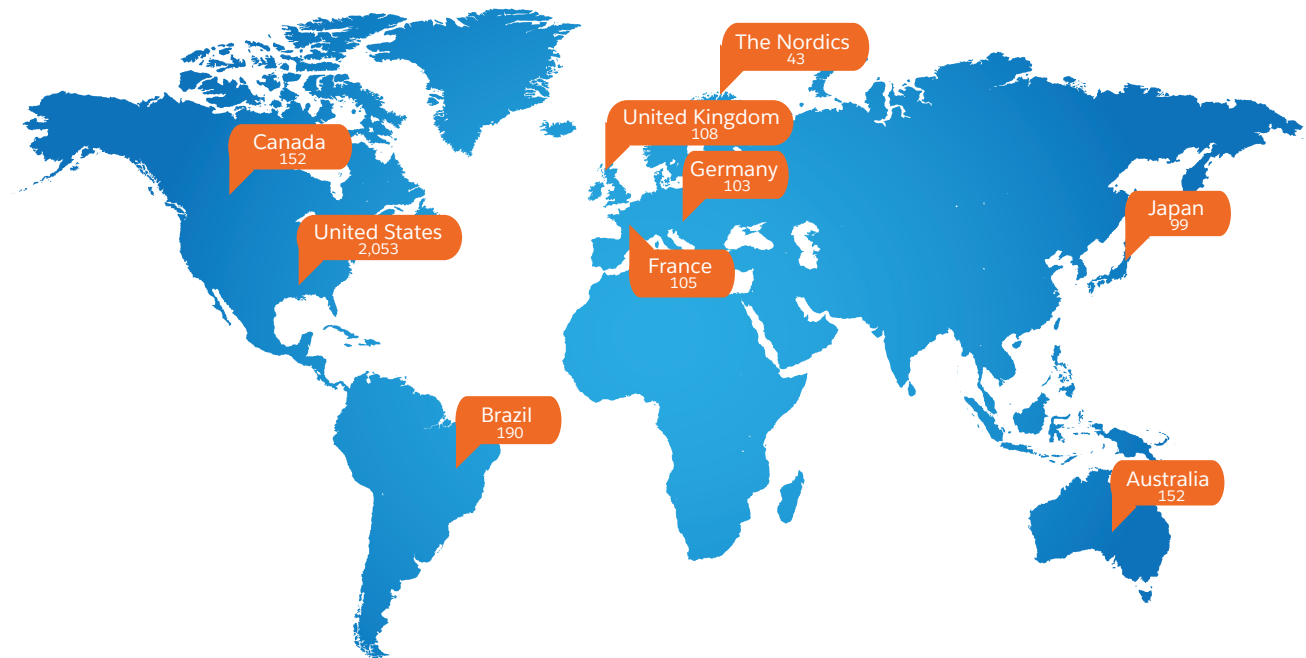 The Nordics
43
United Kingdom
108
Canada
152
Germany
103
Japan
99
United States
2,053
France
105
Brazil
190
Australia
152